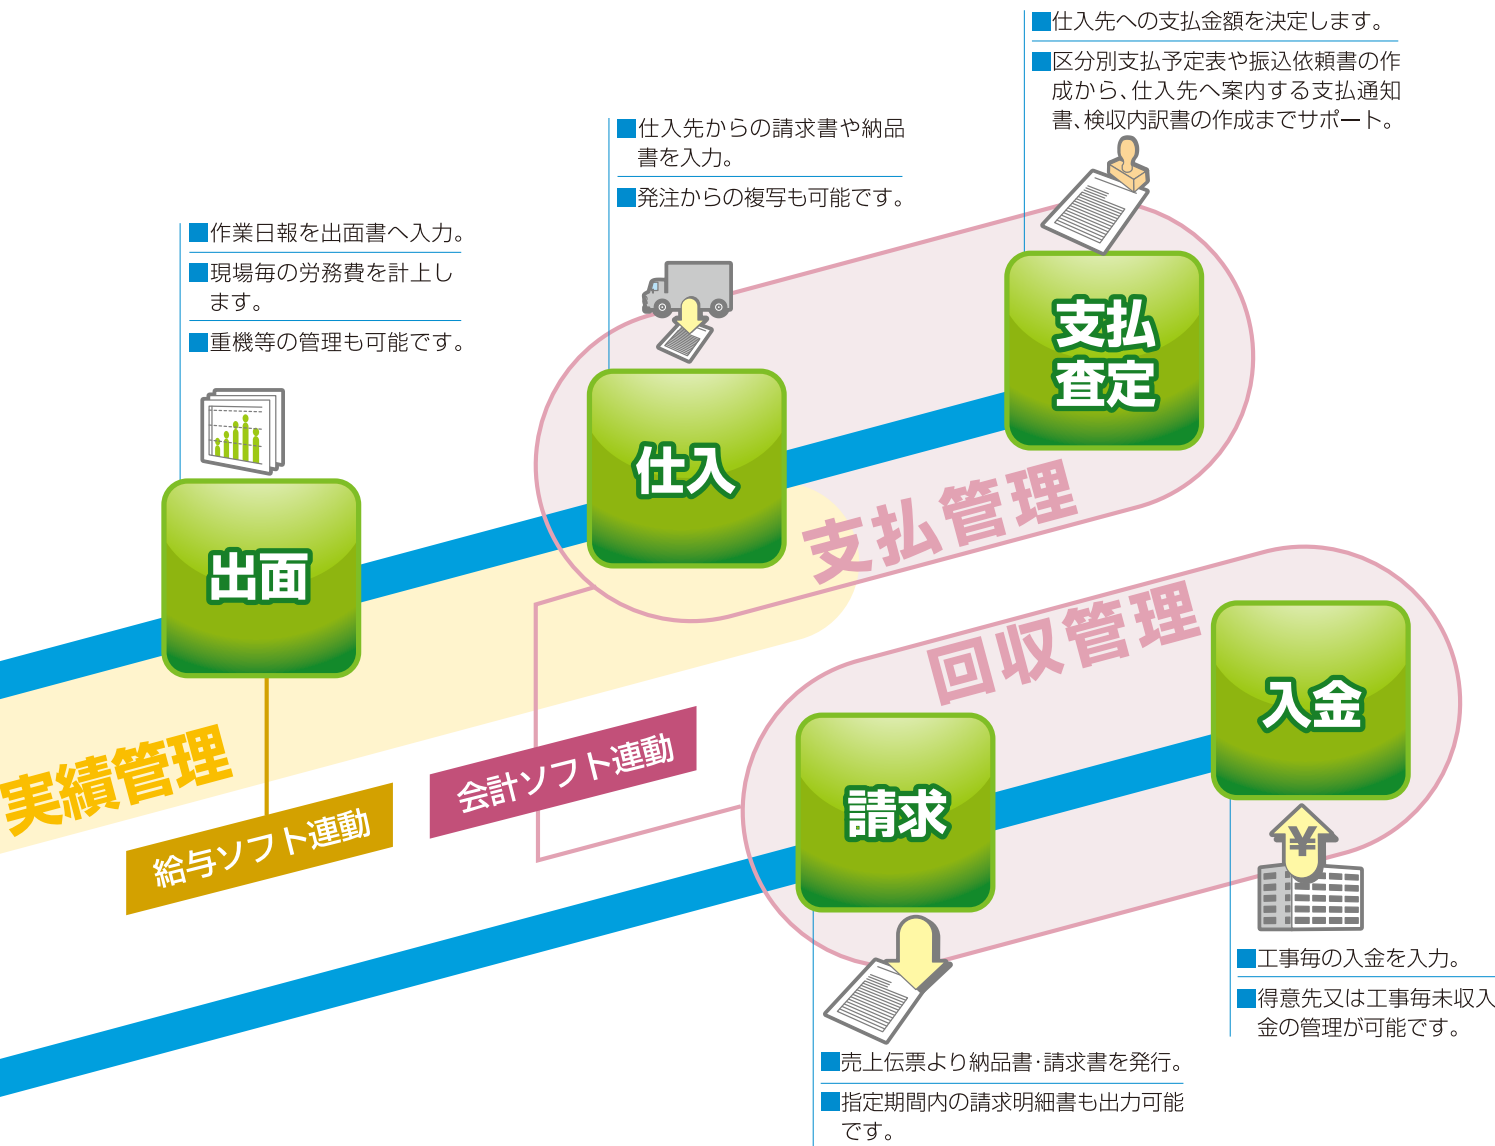 ■仕入先への支払金額を決定します。
■区分別支払予定表や振込依頼書の作
成から、仕入先へ案内する支払通知
書、検収内訳書の作成までサポート。
■仕入先からの請求書や納品
書を入力。
■発注からの複写も可能です。
■作業日報を出面書へ入力。
■現場毎の労務費を計上し
ます。
■重機等の管理も可能です。
支払
査定
仕入
出面
支払管理
回収管理
入金
請求
実績管理
会計ソフト連動
給与ソフト連動
¥
■工事毎の入金を入力。
■得意先又は工事毎未収入
金の管理が可能です。
■売上伝票より納品書・請求書を発行。
■指定期間内の請求明細書も出力可能
です。